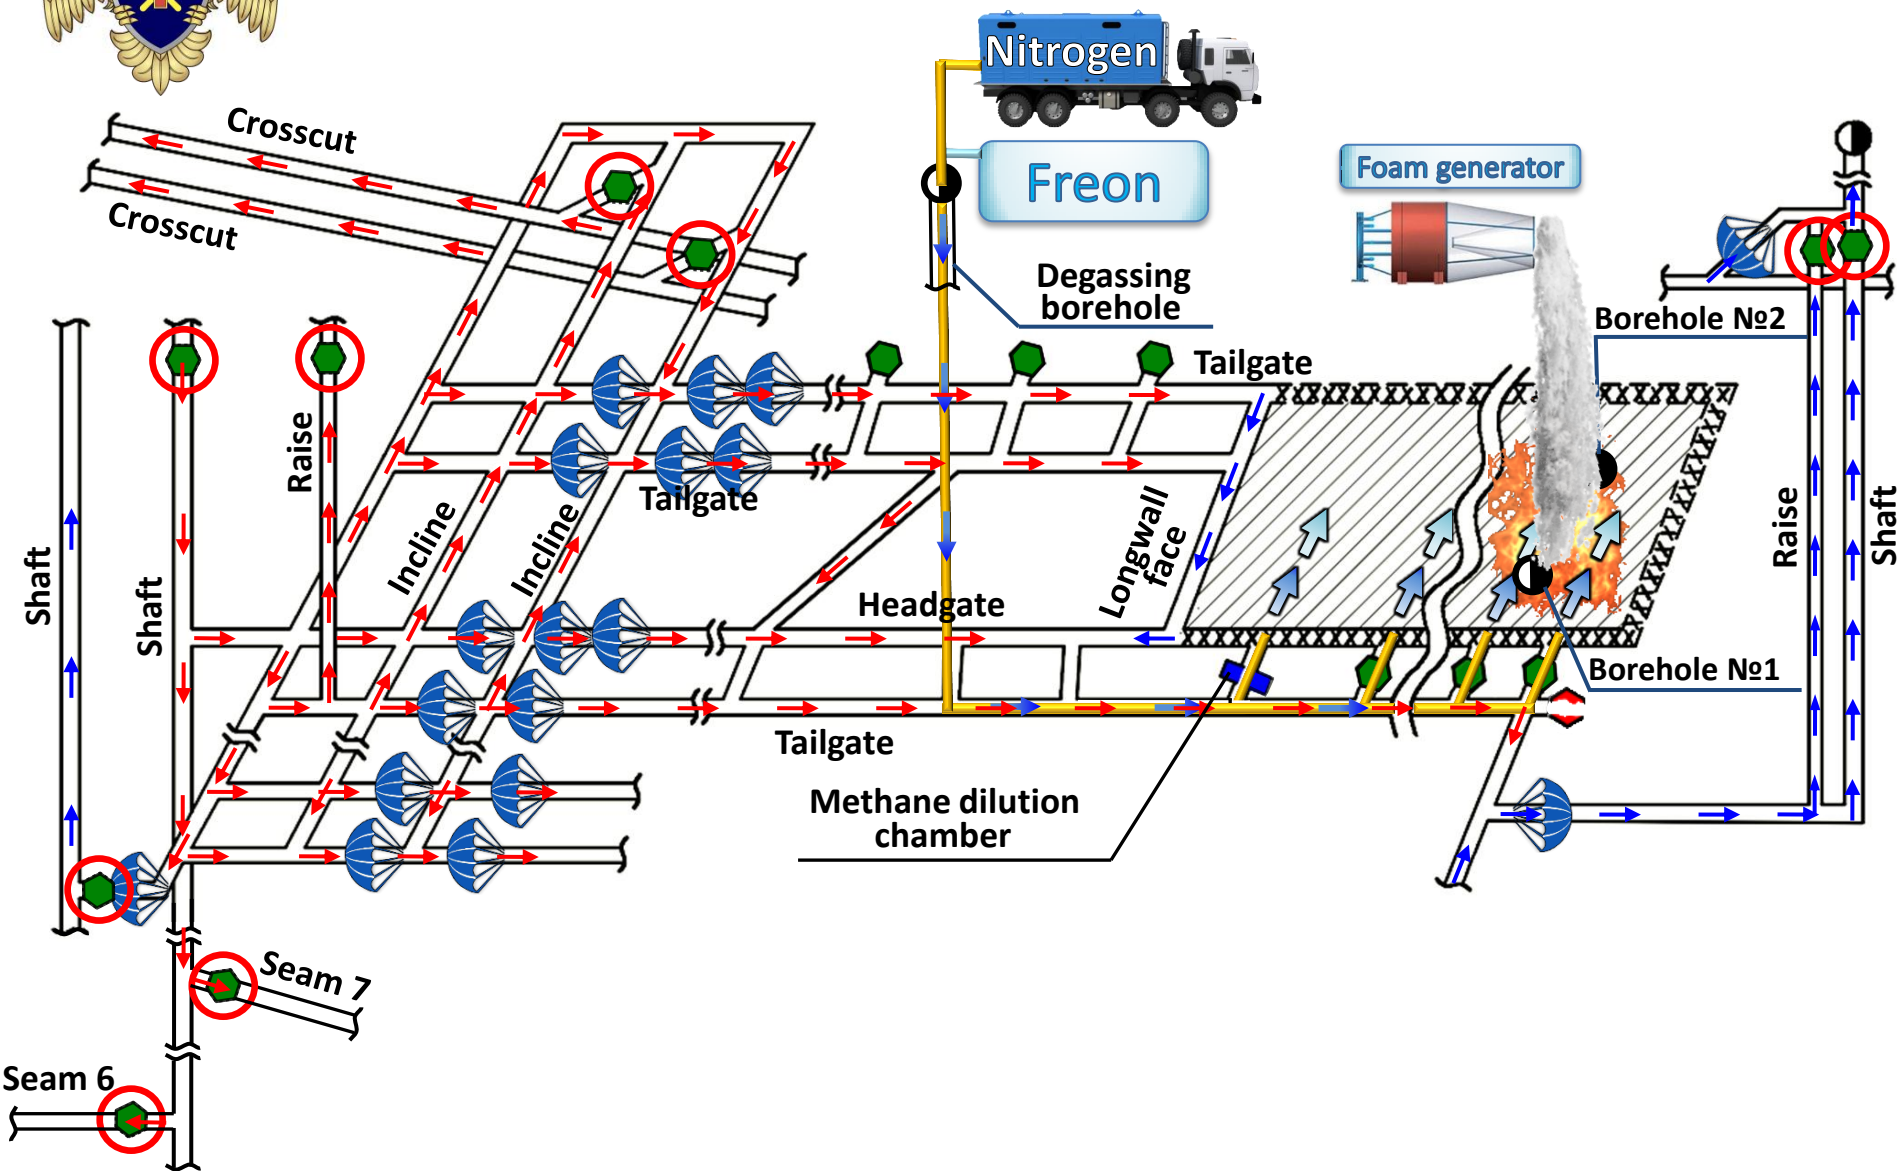 Nitrogen
Crosscut
Freon
Foam generator
Crosscut
Degassing
borehole
Borehole №2
Tailgate
Raise
Tailgate
Incline
Incline
Longwall
face
Raise
Shaft
Shaft
Shaft
Headgate
Borehole №1
Tailgate
Methane dilution
chamber
Seam 7
Seam 6